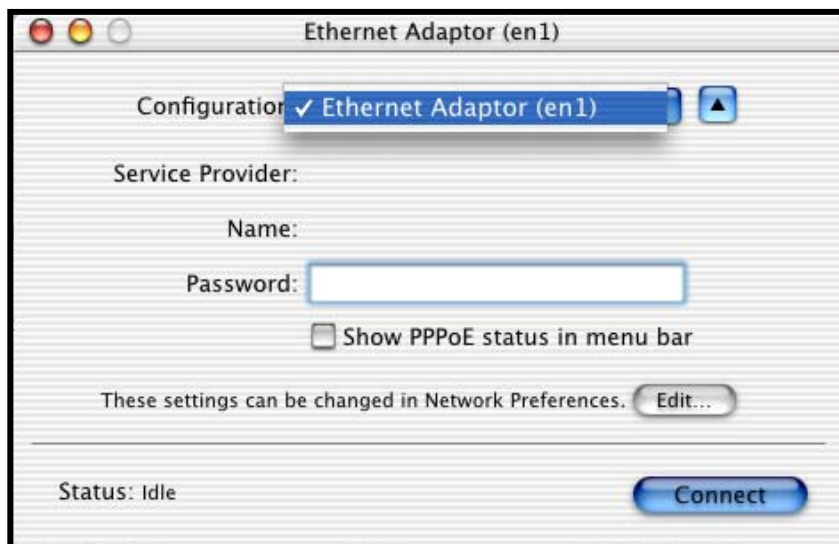 Ethernet Adaptor (en1)
Configuration
✓ Ethernet Adaptor (en1)
Service Provider:
Name:
Password:
Show PPPoE status in menu bar
These settings can be changed in Network Preferences. Edit...
Status: Idle
Connect